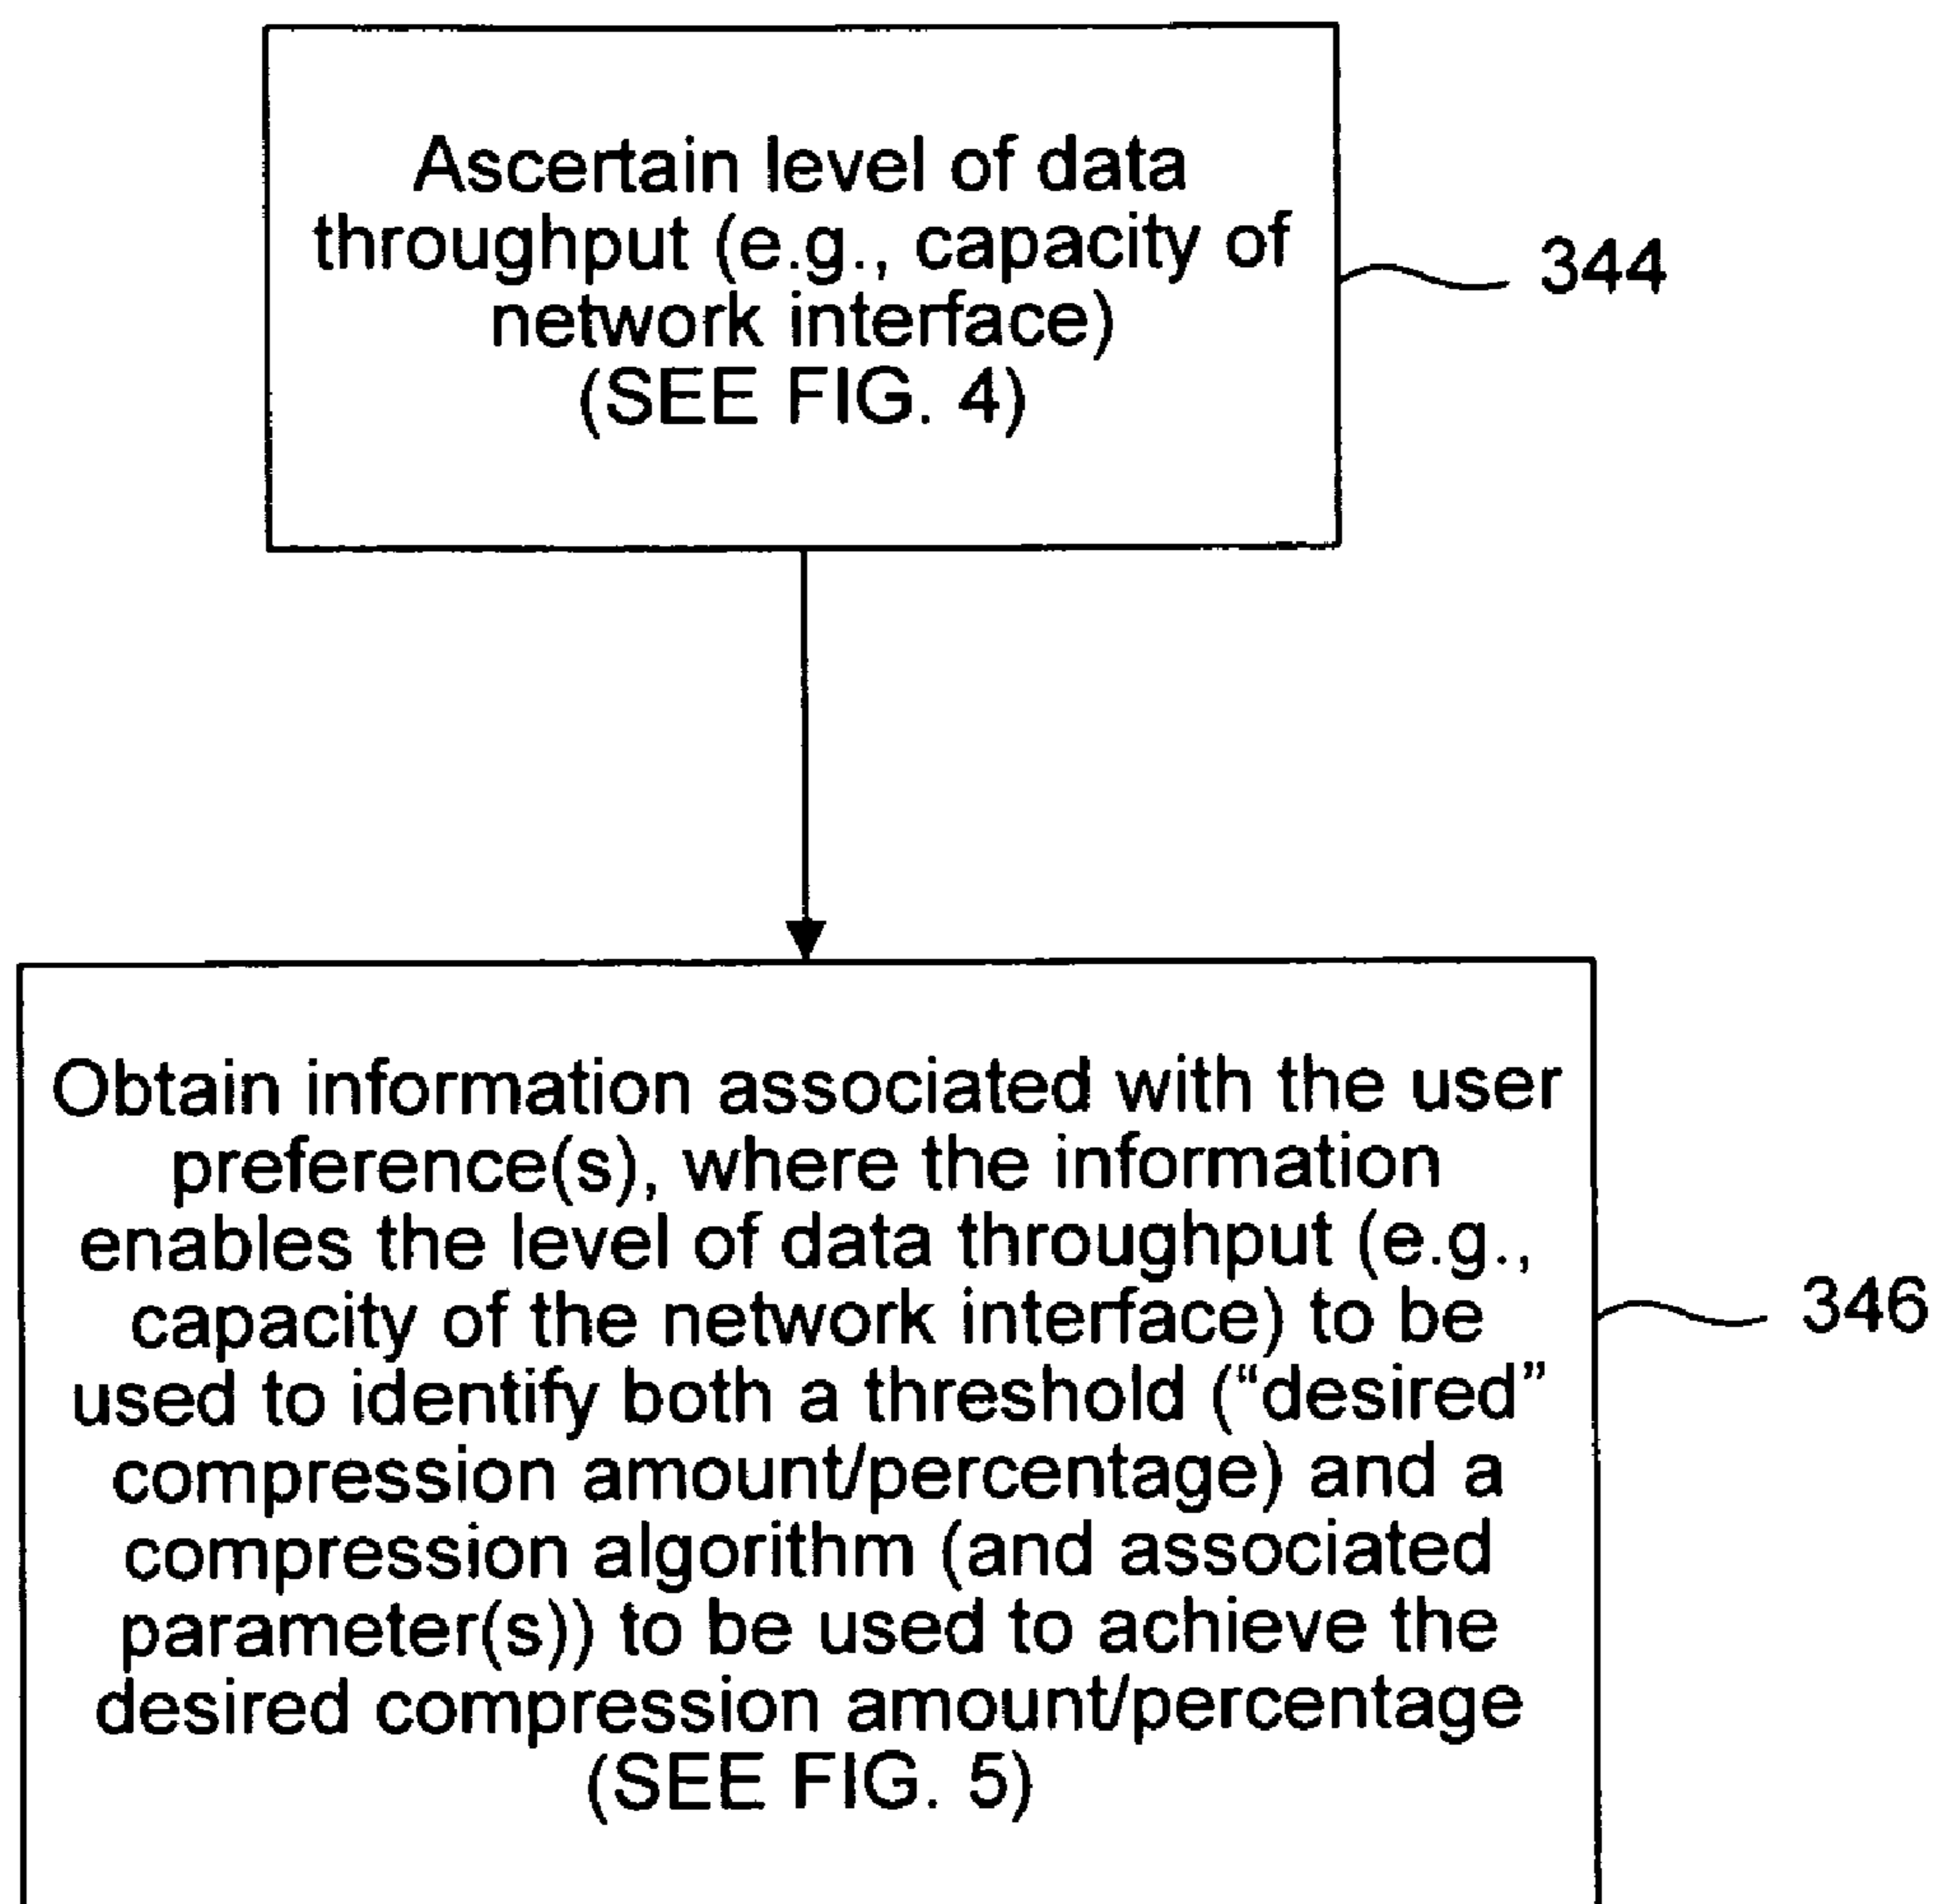 Ascertain level of data
throughput (e.g., capacity of
network interface)
(SEE FIG. 4)
344
Obtain information associated with the user
preference(s), where the information
enables the level of data throughput (e.g.,
capacity of the network interface) to be
used to identify both a threshold (“desired”
compression amount/percentage) and a
compression algorithm (and associated
parameter(s)) to be used to achieve the
desired compression amount/percentage
(SEE FIG. 5)
346